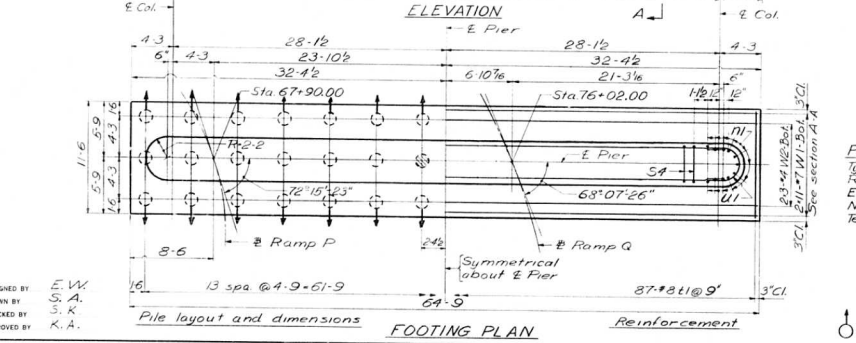 ELEVATION
A
℄ Col.
℄ Col.
℄ Pier
4-3
28-1½
28-1½
4-3
6"
4-3
23-10½
32-4½
32-4½
6-10 7/16
21-3 1/16
6"
Sta. 67+90.00
Sta. 76+02.00
1-1½
12"
12"
3"Cl.
11-6
5-9
5-9
1-6
4-3
4-3
1-6
R-2-2
℄ Pier
S4
n1
u1
2-3-#4 W2-Bot.
2-11-#7 W1-Bot.
See section A-A
3"Cl.
72°15'-23"
68°07'-26"
℄ Ramp P
℄ Ramp Q
8-6
24½
Symmetrical
about ℄ Pier
1-6
13 spa. @ 4-9=61-9
87-#8 t1 @ 9"
3"Cl.
64-9
Pile layout and dimensions
FOOTING PLAN
Reinforcement
GNED BY E.W.
WN BY S.A.
CKED BY S.K.
ROVED BY K.A.